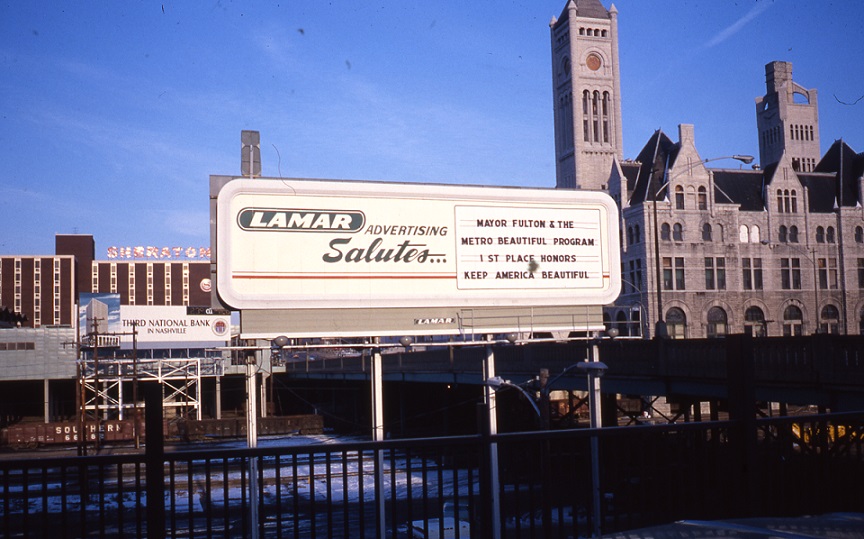 LAMAR
ADVERTISING
Salutes...
MAYOR FULTON & THE
METRO BEAUTIFUL PROGRAM
1 ST PLACE HONORS
KEEP AMERICA BEAUTIFUL
LAMAR
SHERATON
THIRD NATIONAL BANK
IN NASHVILLE
SOUTHERN